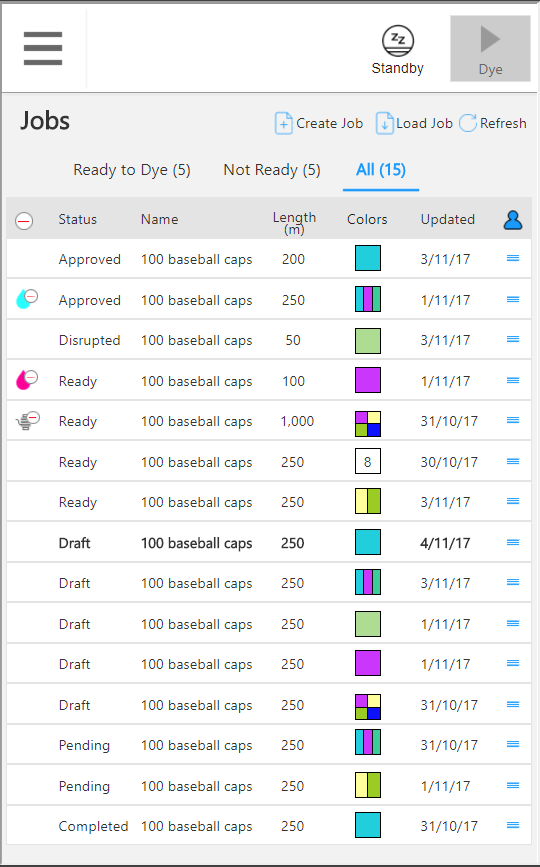 zz
Standby
Dye
Jobs
Create Job Load Job Refresh
Ready to Dye (5) Not Ready (5) All (15)
Status Name Length (m) Colors Updated
Approved 100 baseball caps 200 3/11/17
Approved 100 baseball caps 250 1/11/17
Disrupted 100 baseball caps 50 3/11/17
Ready 100 baseball caps 100 1/11/17
Ready 100 baseball caps 1,000 31/10/17
Ready 100 baseball caps 250 8 30/10/17
Ready 100 baseball caps 250 3/11/17
Draft 100 baseball caps 250 4/11/17
Draft 100 baseball caps 250 3/11/17
Draft 100 baseball caps 250 1/11/17
Draft 100 baseball caps 250 1/11/17
Draft 100 baseball caps 250 31/10/17
Pending 100 baseball caps 250 31/10/17
Pending 100 baseball caps 250 1/11/17
Completed 100 baseball caps 250 31/10/17